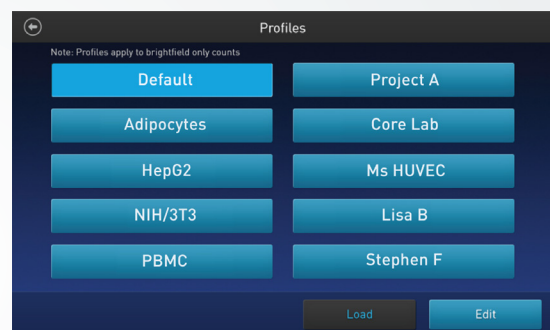 Profiles
Note: Profiles apply to brightfield only counts
Default
Project A
Adipocytes
Core Lab
HepG2
Ms HUVEC
NIH/3T3
Lisa B
PBMC
Stephen F
Load
Edit